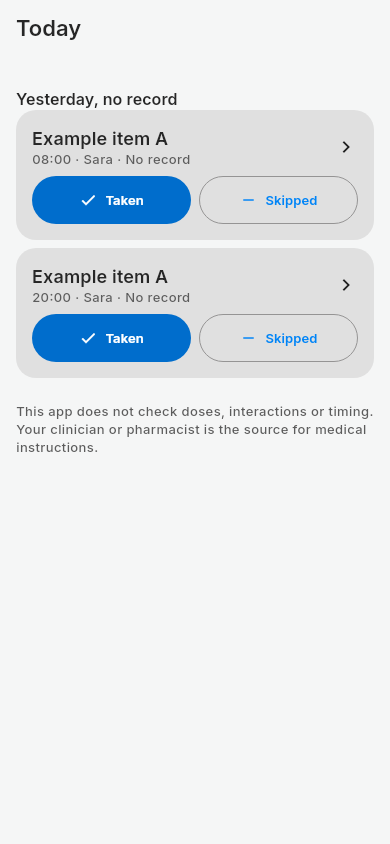 Today
Yesterday, no record
Example item A
08:00 · Sara · No record
Taken
Skipped
Example item A
20:00 · Sara · No record
Taken
Skipped
This app does not check doses, interactions or timing.
Your clinician or pharmacist is the source for medical
instructions.